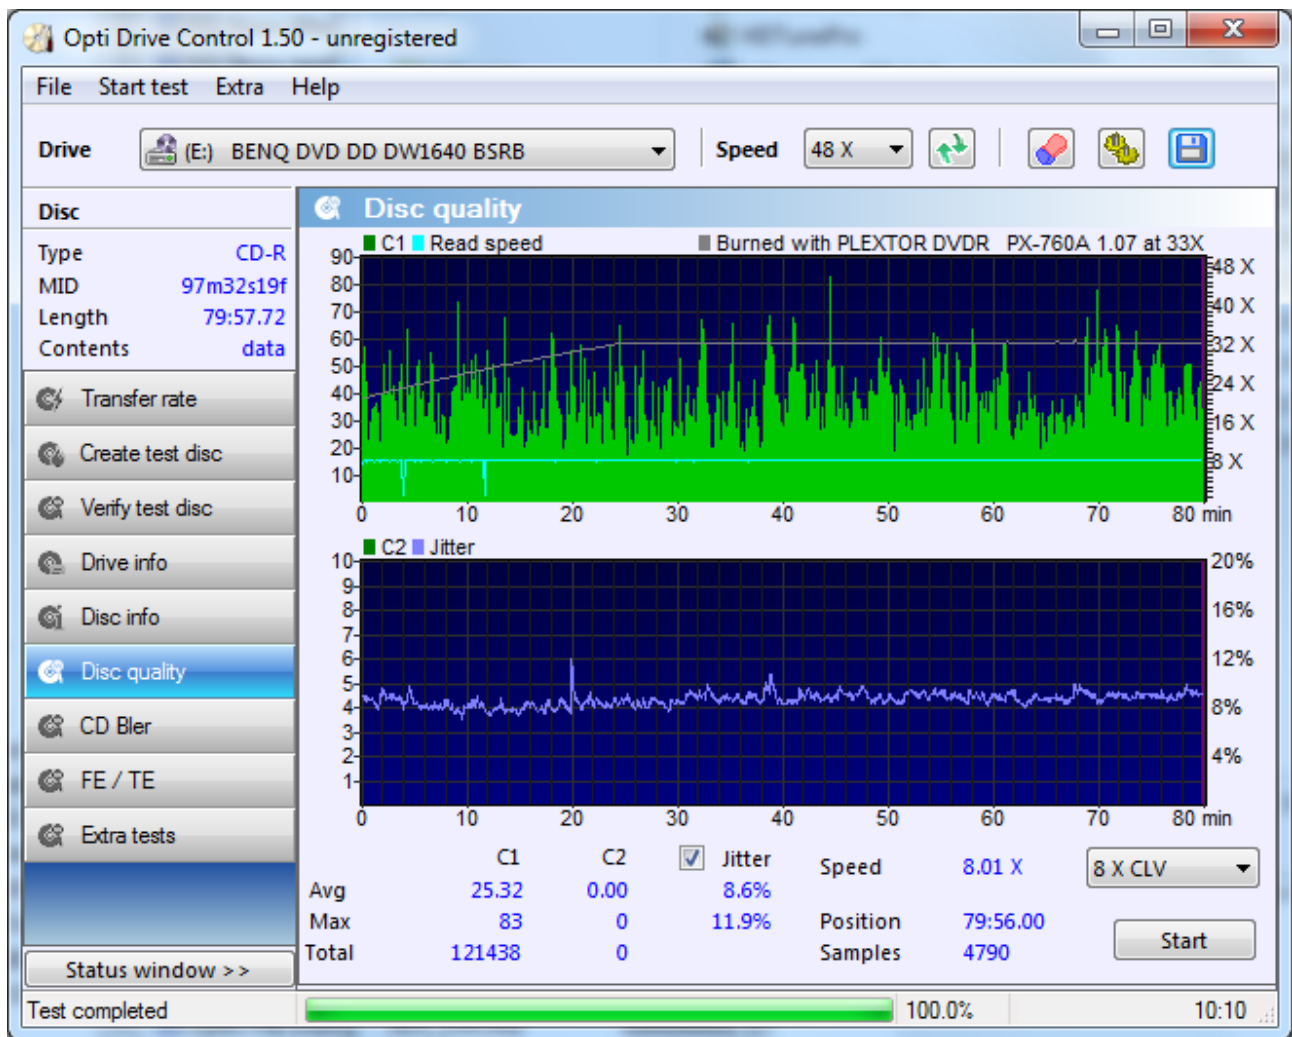 Opti Drive Control 1.50 - unregistered
File Start test Extra Help
Drive (E:) BENQ DVD DD DW1640 BSRB Speed 48 X
Disc
Type CD-R
MID 97m32s19f
Length 79:57.72
Contents data
Transfer rate
Create test disc
Verify test disc
Drive info
Disc info
Disc quality
CD Bler
FE / TE
Extra tests
Status window >>
Disc quality
C1 Read speed Burned with PLEXTOR DVDR PX-760A 1.07 at 33X
90
80
70
60
50
40
30
20
10
48 X
40 X
32 X
24 X
16 X
8 X
0 10 20 30 40 50 60 70 80 min
C2 Jitter
10
9
8
7
6
5
4
3
2
1
20%
16%
12%
8%
4%
0 10 20 30 40 50 60 70 80 min
C1 C2 Jitter Speed 8.01 X 8 X CLV
Avg 25.32 0.00 8.6%
Max 83 0 11.9% Position 79:56.00
Total 121438 0 Samples 4790 Start
Test completed 100.0% 10:10